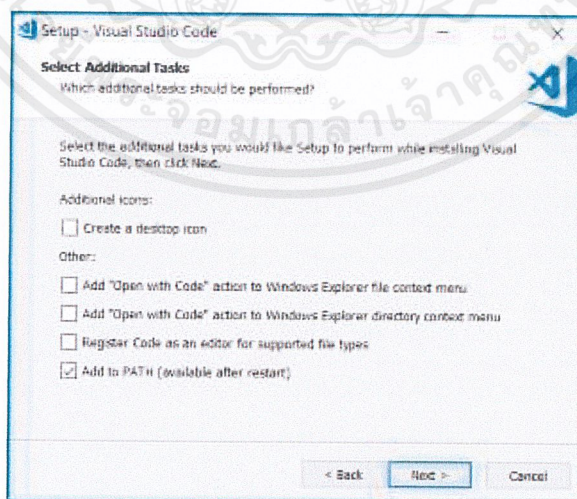 Setup - Visual Studio Code
Select Additional Tasks
Which additional tasks should be performed?
Select the additional tasks you would like Setup to perform while installing Visual
Studio Code, then click Next.
Additional icons:
Create a desktop icon
Other:
Add "Open with Code" action to Windows Explorer file context menu
Add "Open with Code" action to Windows Explorer directory context menu
Register Code as an editor for supported file types
Add to PATH (available after restart)
< Back
Next >
Cancel